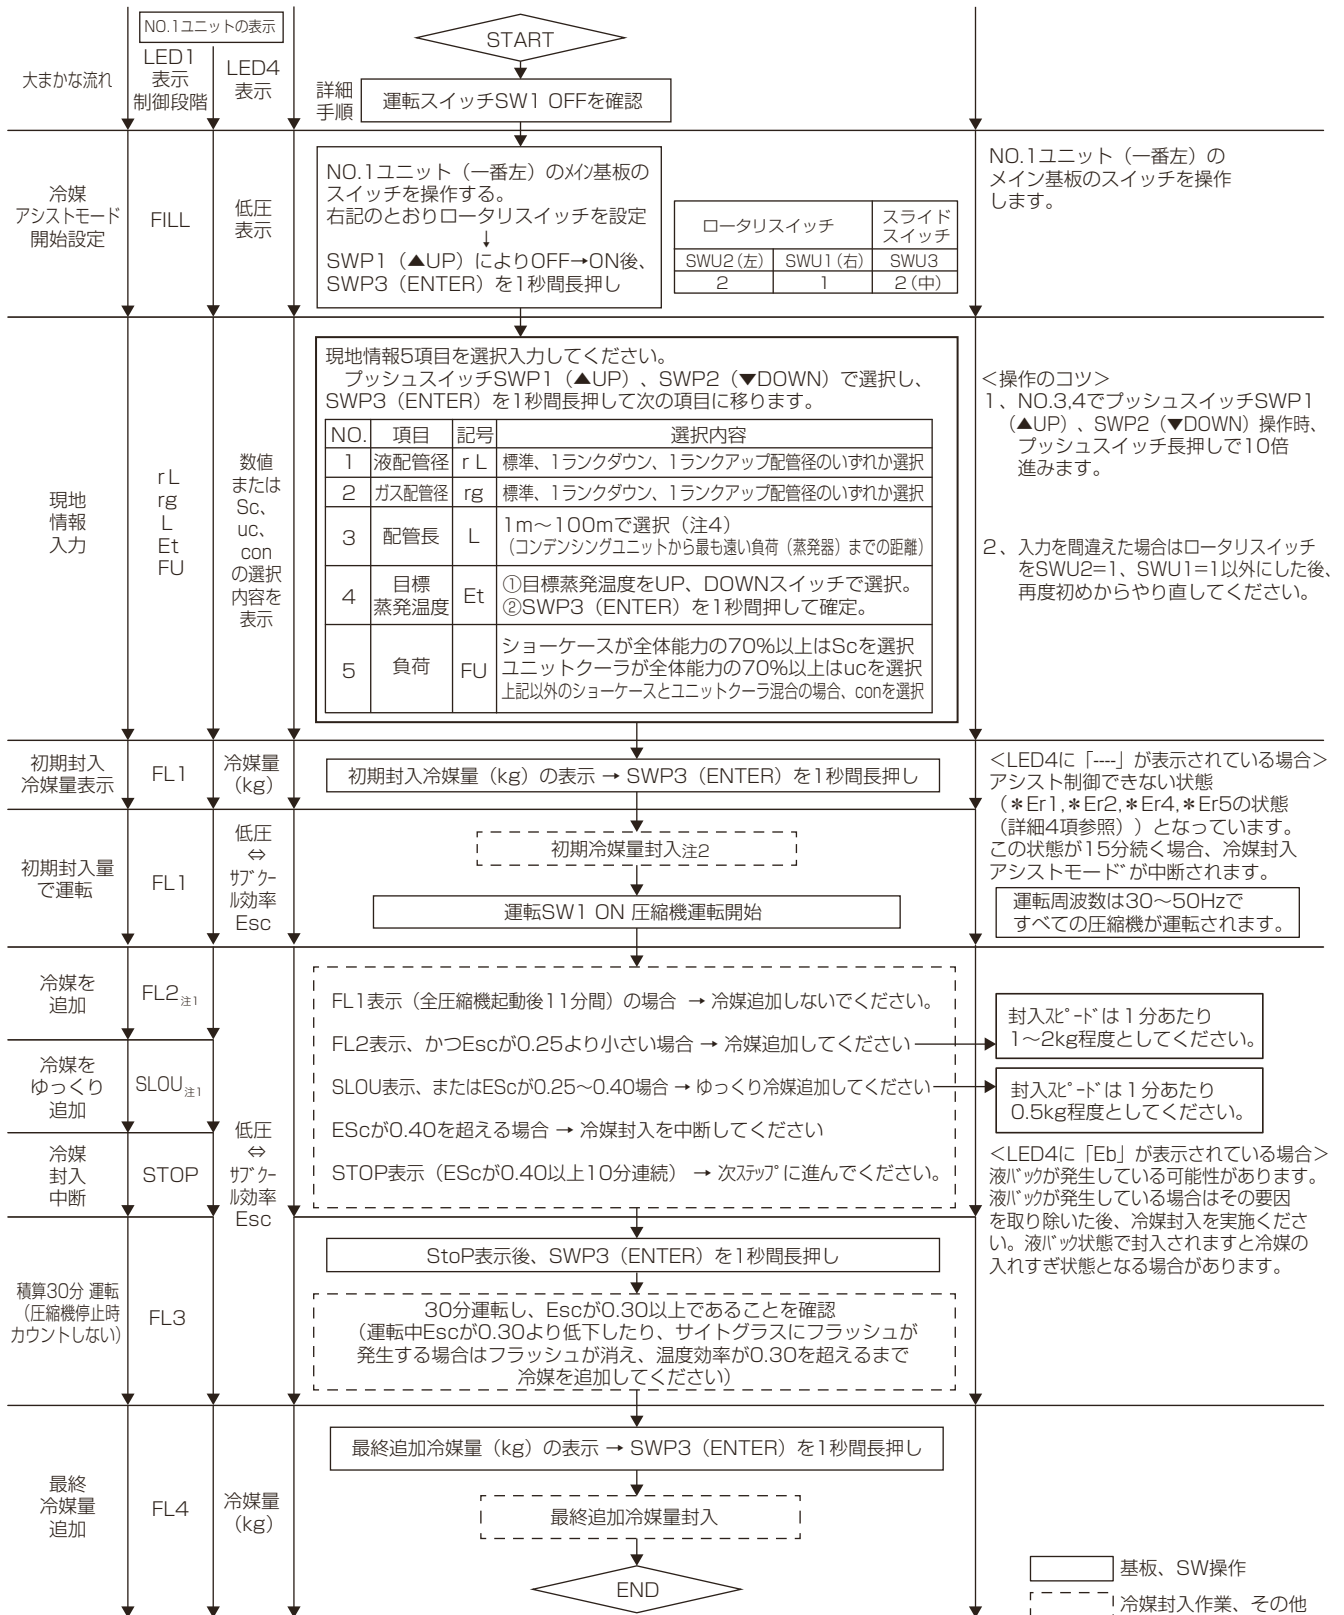 NO.1ユニットの表示
大まかな流れ
LED1
表示
制御段階
LED4
表示
詳細
手順
START
運転スイッチSW1 OFFを確認
冷媒
アシストモード
開始設定
FILL
低圧
表示
NO.1ユニット（一番左）のメイン基板の
スイッチを操作する。
右記のとおりロータリスイッチを設定
↓
SWP1（▲UP）によりOFF→ON後、
SWP3（ENTER）を1秒間長押し
ロータリスイッチ
スライド
スイッチ
SWU2（左）
SWU1（右）
SWU3
2
1
2（中）
NO.1ユニット（一番左）の
メイン基板のスイッチを操作
します。
現地
情報
入力
rL
rg
L
Et
FU
数値
または
Sc、
uc、
con
の選択
内容を
表示
現地情報5項目を選択入力してください。
プッシュスイッチSWP1（▲UP）、SWP2（▼DOWN）で選択し、
SWP3（ENTER）を1秒間長押して次の項目に移ります。
NO. 項目 記号 選択内容
1 液配管径 rL 標準、1ランクダウン、1ランクアップ配管径のいずれか選択
2 ガス配管径 rg 標準、1ランクダウン、1ランクアップ配管径のいずれか選択
3 配管長 L 1m～100mで選択（注4）
（コンデンシングユニットから最も遠い負荷（蒸発器）までの距離）
4 目標
蒸発温度
Et
①目標蒸発温度をUP、DOWNスイッチで選択。
②SWP3（ENTER）を1秒間押して確定。
5 負荷 FU
ショーケースが全体能力の70％以上はScを選択
ユニットクーラが全体能力の70％以上はucを選択
上記以外のショーケースとユニットクーラ混合の場合、conを選択
＜操作のコツ＞
1、NO.3,4でプッシュスイッチSWP1
（▲UP）、SWP2（▼DOWN）操作時、
プッシュスイッチ長押しで10倍
進みます。
2、入力を間違えた場合はロータリスイッチ
をSWU2=1、SWU1=1以外にした後、
再度初めからやり直してください。
初期封入
冷媒量表示
FL1
冷媒量
（kg）
初期封入冷媒量（kg）の表示 → SWP3（ENTER）を1秒間長押し
＜LED4に「----」が表示されている場合＞
アシスト制御できない状態
（＊Er1,＊Er2,＊Er4,＊Er5の状態
（詳細4項参照））となっています。
この状態が15分続く場合、冷媒封入
アシストモード゛が中断されます。
運転周波数は30～50Hzで
すべての圧縮機が運転されます。
初期封入量
で運転
FL1
低圧
⇔
ｻﾌﾞｸｰ
ﾙ効率
Esc
初期冷媒量封入注2
運転SW1 ON 圧縮機運転開始
冷媒を
追加
FL2注1
冷媒を
ゆっくり
追加
SLOU注1
冷媒
封入
中断
STOP
低圧
⇔
ｻﾌﾞｸｰ
ﾙ効率
Esc
FL1表示（全圧縮機起動後11分間）の場合 → 冷媒追加しないでください。
FL2表示、かつEscが0.25より小さい場合 → 冷媒追加してください
SLOU表示、またはEScが0.25～0.40場合 → ゆっくり冷媒追加してください
EScが0.40を超える場合 → 冷媒封入を中断してください
STOP表示（EScが0.40以上10分連続） → 次ｽﾃｯﾌﾟに進んでください。
封入ｽﾋﾟｰﾄﾞは1分あたり
1～2kg程度としてください。
封入ｽﾋﾟｰﾄﾞは1分あたり
0.5kg程度としてください。
＜LED4に「Eb」が表示されている場合＞
液ﾊﾞｯｸが発生している可能性があります。
液ﾊﾞｯｸが発生している場合はその要因
を取り除いた後、冷媒封入を実施くださ
い。液ﾊﾞｯｸ状態で封入されますと冷媒の
入れすぎ状態となる場合があります。
積算30分 運転
（圧縮機停止時
カウントしない）
FL3
StoP表示後、SWP3（ENTER）を1秒間長押し
30分運転し、Escが0.30以上であることを確認
（運転中Escが0.30より低下したり、サイトグラスにフラッシュが
発生する場合はフラッシュが消え、温度効率が0.30を超えるまで
冷媒を追加してください）
最終
冷媒量
追加
FL4
冷媒量
（kg）
最終追加冷媒量（kg）の表示 → SWP3（ENTER）を1秒間長押し
最終追加冷媒量封入
END
基板、SW操作
冷媒封入作業、その他